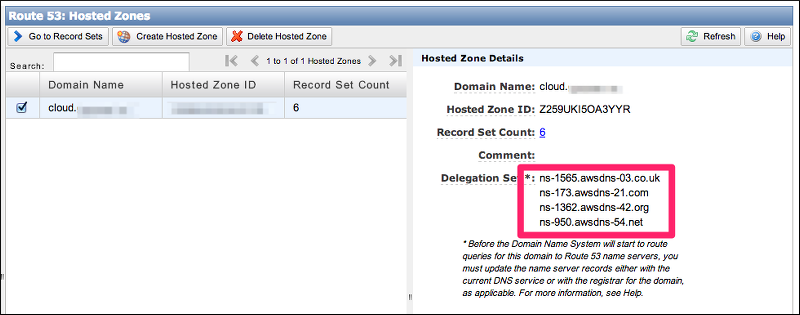 Route 53: Hosted Zones
Go to Record Sets
Create Hosted Zone
Delete Hosted Zone
Refresh
Help
Search:
1 to 1 of 1 Hosted Zones
Domain Name
Hosted Zone ID
Record Set Count
cloud.
6
Hosted Zone Details
Domain Name: cloud.
Hosted Zone ID: Z259UKI5OA3YYR
Record Set Count: 6
Comment:
Delegation Set*: ns-1565.awsdns-03.co.uk
ns-173.awsdns-21.com
ns-1362.awsdns-42.org
ns-950.awsdns-54.net
* Before the Domain Name System will start to route
queries for this domain to Route 53 name servers, you
must update the name server records either with the
current DNS service or with the registrar for the domain,
as applicable. For more information, see Help.